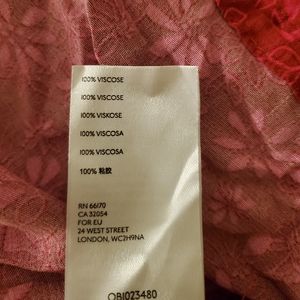 100% VISCOSE
100% VISCOSE
100% VISKOSE
100% VISCOSA
100% VISCOSA
100% 粘胶
RN 66170
CA 32054
FOR EU
24 WEST STREET
LONDON, WC2H9NA
OB1023480